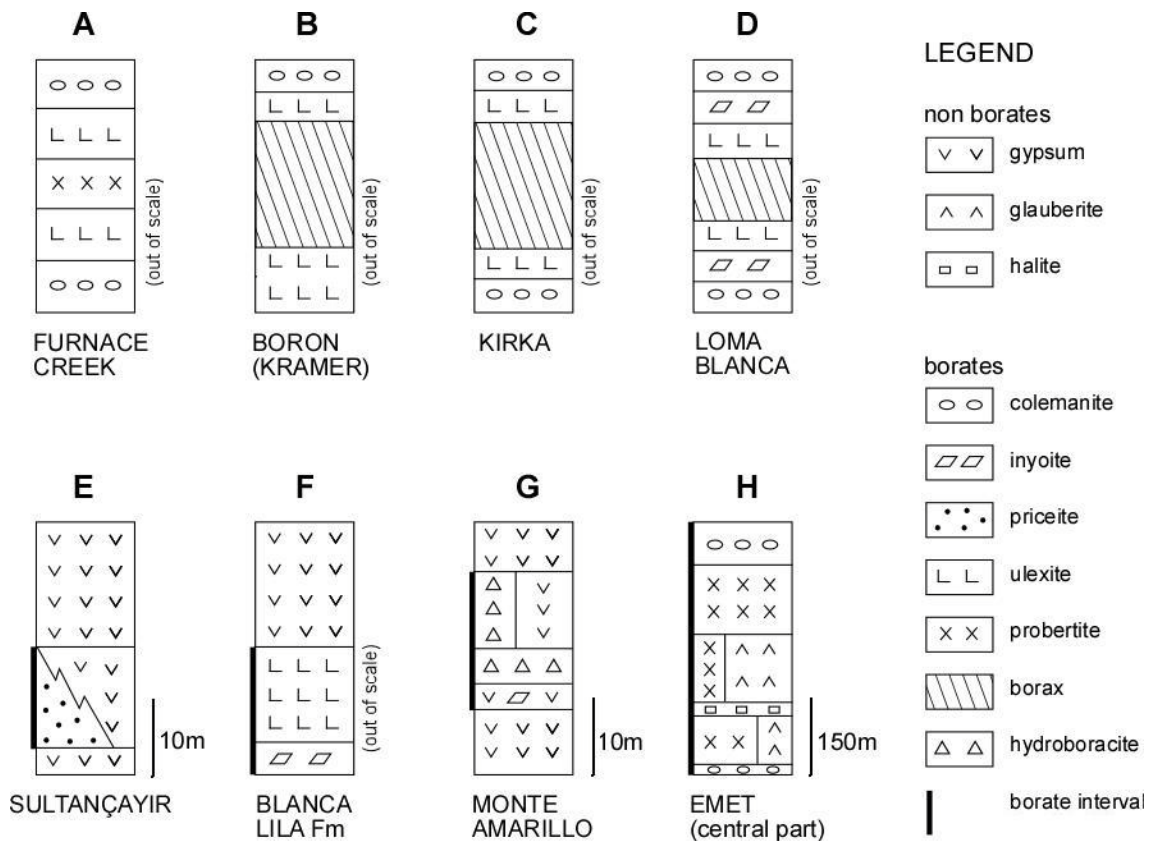 A
B
C
D
(out of scale)
(out of scale)
(out of scale)
(out of scale)
FURNACE
CREEK
BORON
(KRAMER)
KIRKA
LOMA
BLANCA
E
F
G
H
10m
(out of scale)
10m
150m
SULTANÇAYIR
BLANCA
LILA Fm
MONTE
AMARILLO
EMET
(central part)
LEGEND
non borates
gypsum
glauberite
halite
borates
colemanite
inyoite
priceite
ulexite
probertite
borax
hydroboracite
borate interval